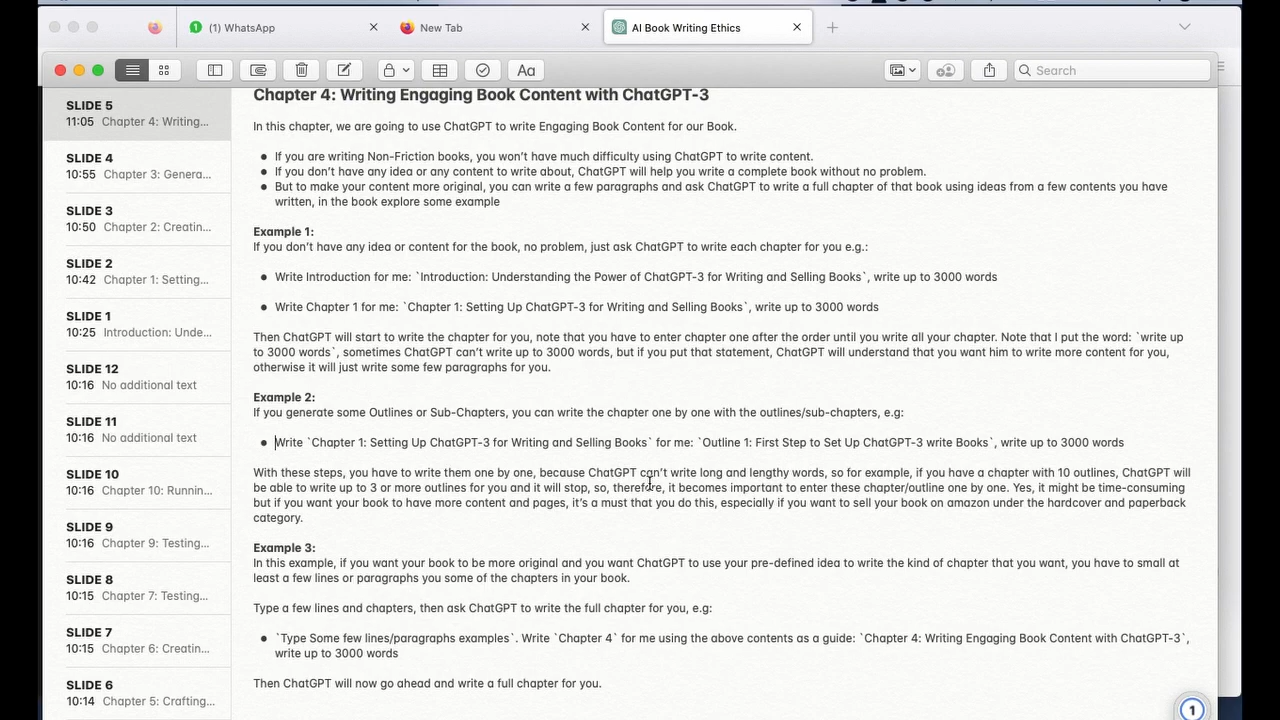 (1) WhatsApp
New Tab
AI Book Writing Ethics
Aa
Search
SLIDE 5
11:05 Chapter 4: Writing...
SLIDE 4
10:55 Chapter 3: Genera...
SLIDE 3
10:50 Chapter 2: Creatin...
SLIDE 2
10:42 Chapter 1: Setting...
SLIDE 1
10:25 Introduction: Unde...
SLIDE 12
10:16 No additional text
SLIDE 11
10:16 No additional text
SLIDE 10
10:16 Chapter 10: Runnin...
SLIDE 9
10:16 Chapter 9: Testing...
SLIDE 8
10:15 Chapter 7: Testing...
SLIDE 7
10:15 Chapter 6: Creatin...
SLIDE 6
10:14 Chapter 5: Crafting...
Chapter 4: Writing Engaging Book Content with ChatGPT-3
In this chapter, we are going to use ChatGPT to write Engaging Book Content for our Book.
● If you are writing Non-Friction books, you won't have much difficulty using ChatGPT to write content.
● If you don't have any idea or any content to write about, ChatGPT will help you write a complete book without no problem.
● But to make your content more original, you can write a few paragraphs and ask ChatGPT to write a full chapter of that book using ideas from a few contents you have
written, in the book explore some example
Example 1:
If you don't have any idea or content for the book, no problem, just ask ChatGPT to write each chapter for you e.g.:
● Write Introduction for me: `Introduction: Understanding the Power of ChatGPT-3 for Writing and Selling Books`, write up to 3000 words
● Write Chapter 1 for me: `Chapter 1: Setting Up ChatGPT-3 for Writing and Selling Books`, write up to 3000 words
Then ChatGPT will start to write the chapter for you, note that you have to enter chapter one after the order until you write all your chapter. Note that I put the word: `write up
to 3000 words`, sometimes ChatGPT can't write up to 3000 words, but if you put that statement, ChatGPT will understand that you want him to write more content for you,
otherwise it will just write some few paragraphs for you.
Example 2:
If you generate some Outlines or Sub-Chapters, you can write the chapter one by one with the outlines/sub-chapters, e.g:
● Write `Chapter 1: Setting Up ChatGPT-3 for Writing and Selling Books` for me: `Outline 1: First Step to Set Up ChatGPT-3 write Books`, write up to 3000 words
With these steps, you have to write them one by one, because ChatGPT can't write long and lengthy words, so for example, if you have a chapter with 10 outlines, ChatGPT will
be able to write up to 3 or more outlines for you and it will stop, so, therefore, it becomes important to enter these chapter/outline one by one. Yes, it might be time-consuming
but if you want your book to have more content and pages, it's a must that you do this, especially if you want to sell your book on amazon under the hardcover and paperback
category.
Example 3:
In this example, if you want your book to be more original and you want ChatGPT to use your pre-defined idea to write the kind of chapter that you want, you have to small at
least a few lines or paragraphs you some of the chapters in your book.
Type a few lines and chapters, then ask ChatGPT to write the full chapter for you, e.g:
● `Type Some few lines/paragraphs examples`. Write `Chapter 4` for me using the above contents as a guide: `Chapter 4: Writing Engaging Book Content with ChatGPT-3`,
write up to 3000 words
Then ChatGPT will now go ahead and write a full chapter for you.
1